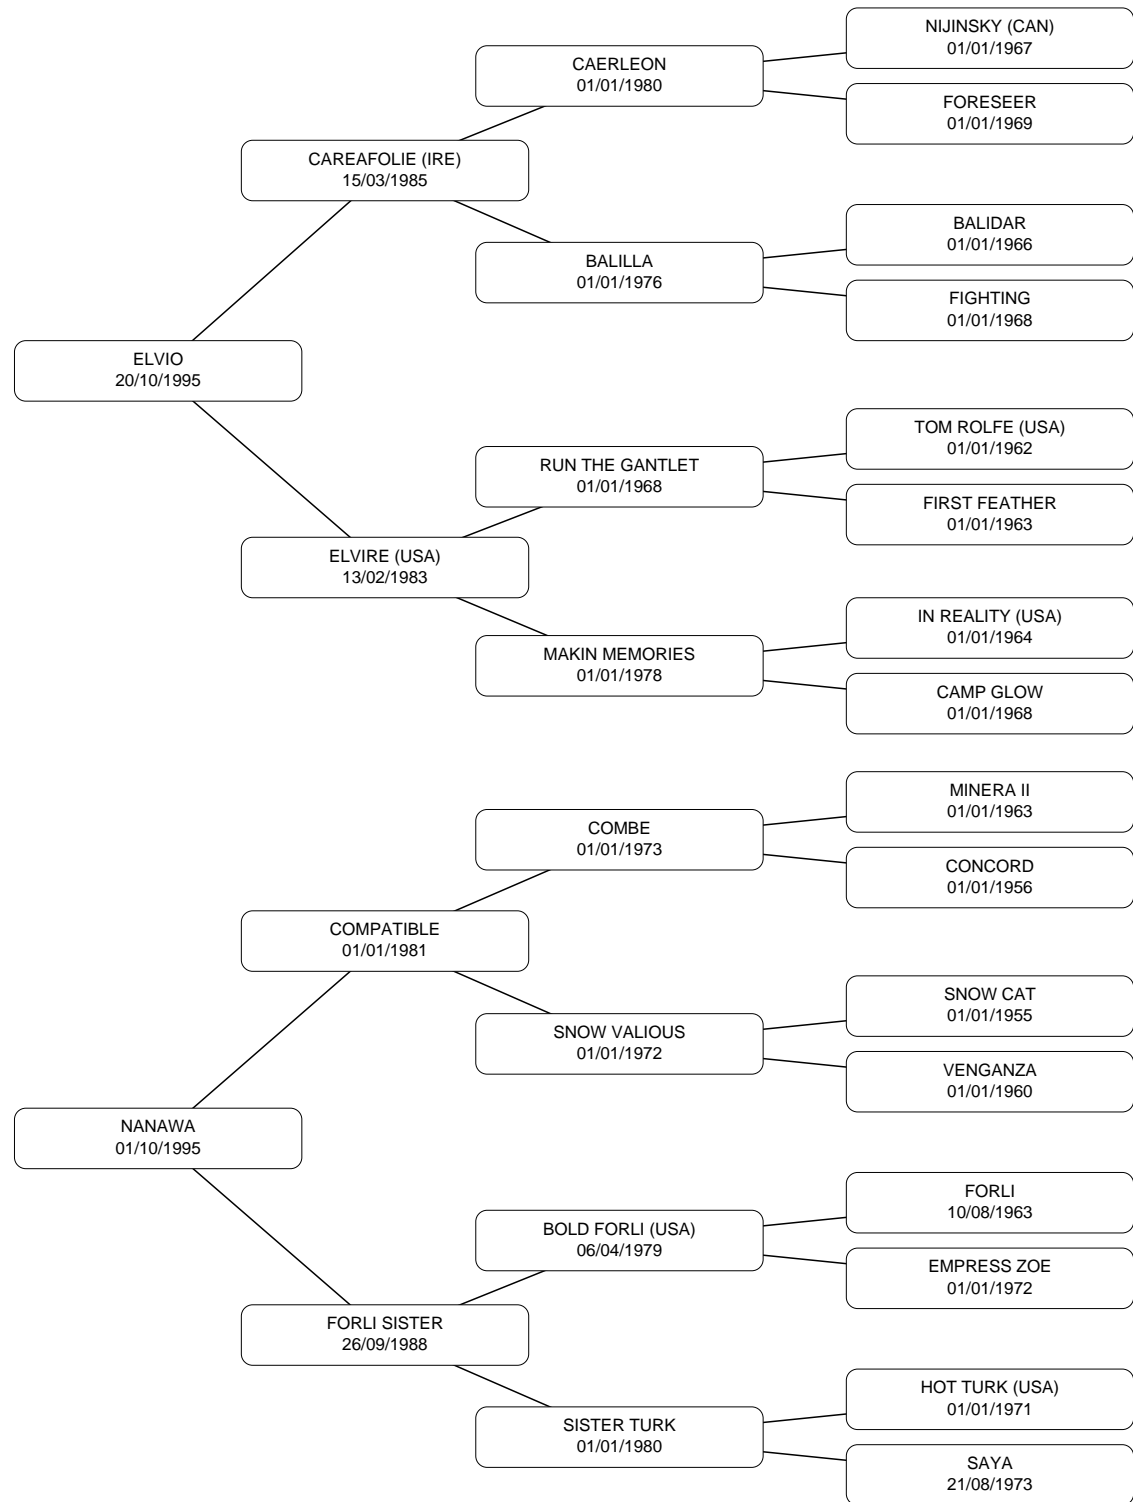 NIJINSKY (CAN)
01/01/1967
CAERLEON
01/01/1980
FORESEER
01/01/1969
CAREAFOLIE (IRE)
15/03/1985
BALIDAR
01/01/1966
BALILLA
01/01/1976
FIGHTING
01/01/1968
ELVIO
20/10/1995
TOM ROLFE (USA)
01/01/1962
RUN THE GANTLET
01/01/1968
FIRST FEATHER
01/01/1963
ELVIRE (USA)
13/02/1983
IN REALITY (USA)
01/01/1964
MAKIN MEMORIES
01/01/1978
CAMP GLOW
01/01/1968
MINERA II
01/01/1963
COMBE
01/01/1973
CONCORD
01/01/1956
COMPATIBLE
01/01/1981
SNOW CAT
01/01/1955
SNOW VALIOUS
01/01/1972
VENGANZA
01/01/1960
NANAWA
01/10/1995
FORLI
10/08/1963
BOLD FORLI (USA)
06/04/1979
EMPRESS ZOE
01/01/1972
FORLI SISTER
26/09/1988
HOT TURK (USA)
01/01/1971
SISTER TURK
01/01/1980
SAYA
21/08/1973